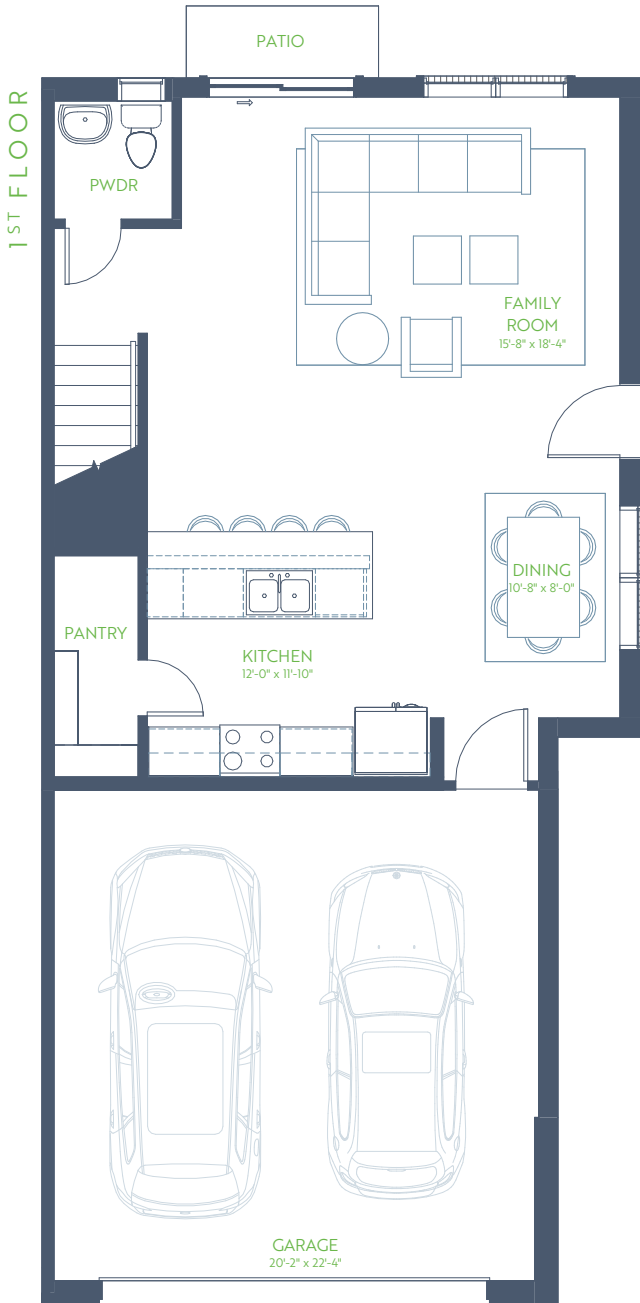 1ST FLOOR
PATIO
PWDR
FAMILY
ROOM
15'-8" x 18'-4"
DINING
10'-8" x 8'-0"
PANTRY
KITCHEN
12'-0" x 11'-10"
GARAGE
20'-2" x 22'-4"